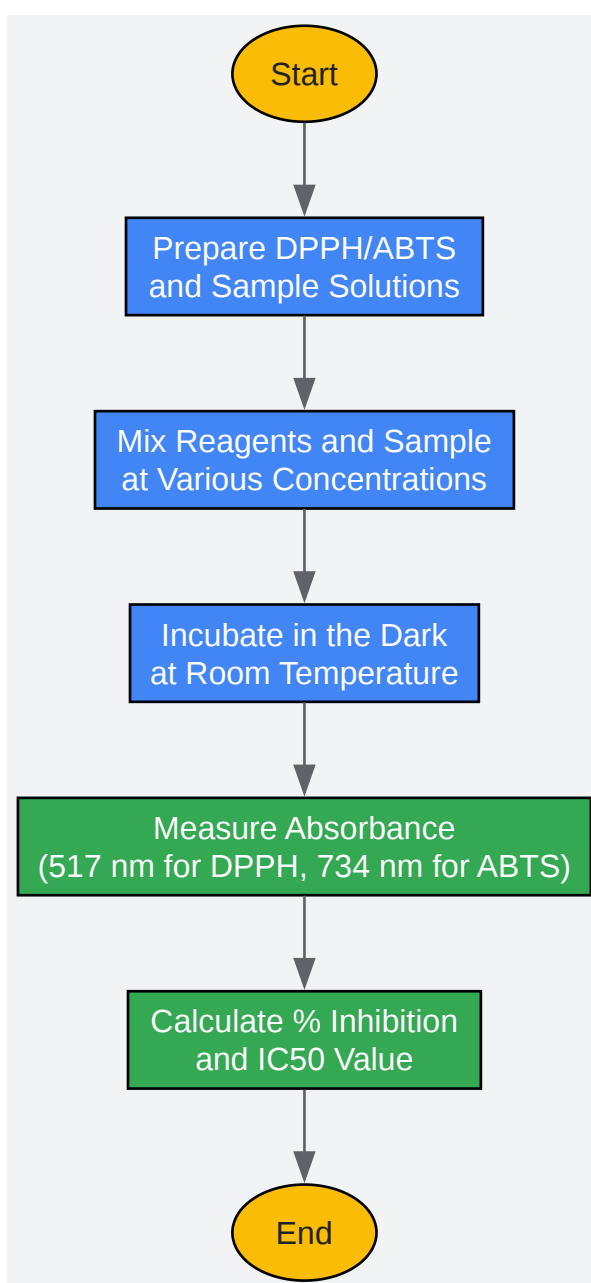 Start
Prepare DPPH/ABTS
and Sample Solutions
Mix Reagents and Sample
at Various Concentrations
Incubate in the Dark
at Room Temperature
Measure Absorbance
(517 nm for DPPH, 734 nm for ABTS)
Calculate % Inhibition
and IC50 Value
End